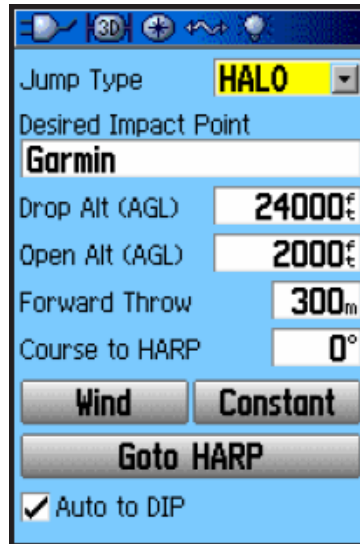 3D
Jump Type HALO
Desired Impact Point
Garmin
Drop Alt (AGL) 24000ft
Open Alt (AGL) 2000ft
Forward Throw 300m
Course to HARP 0°
Wind Constant
Goto HARP
Auto to DIP